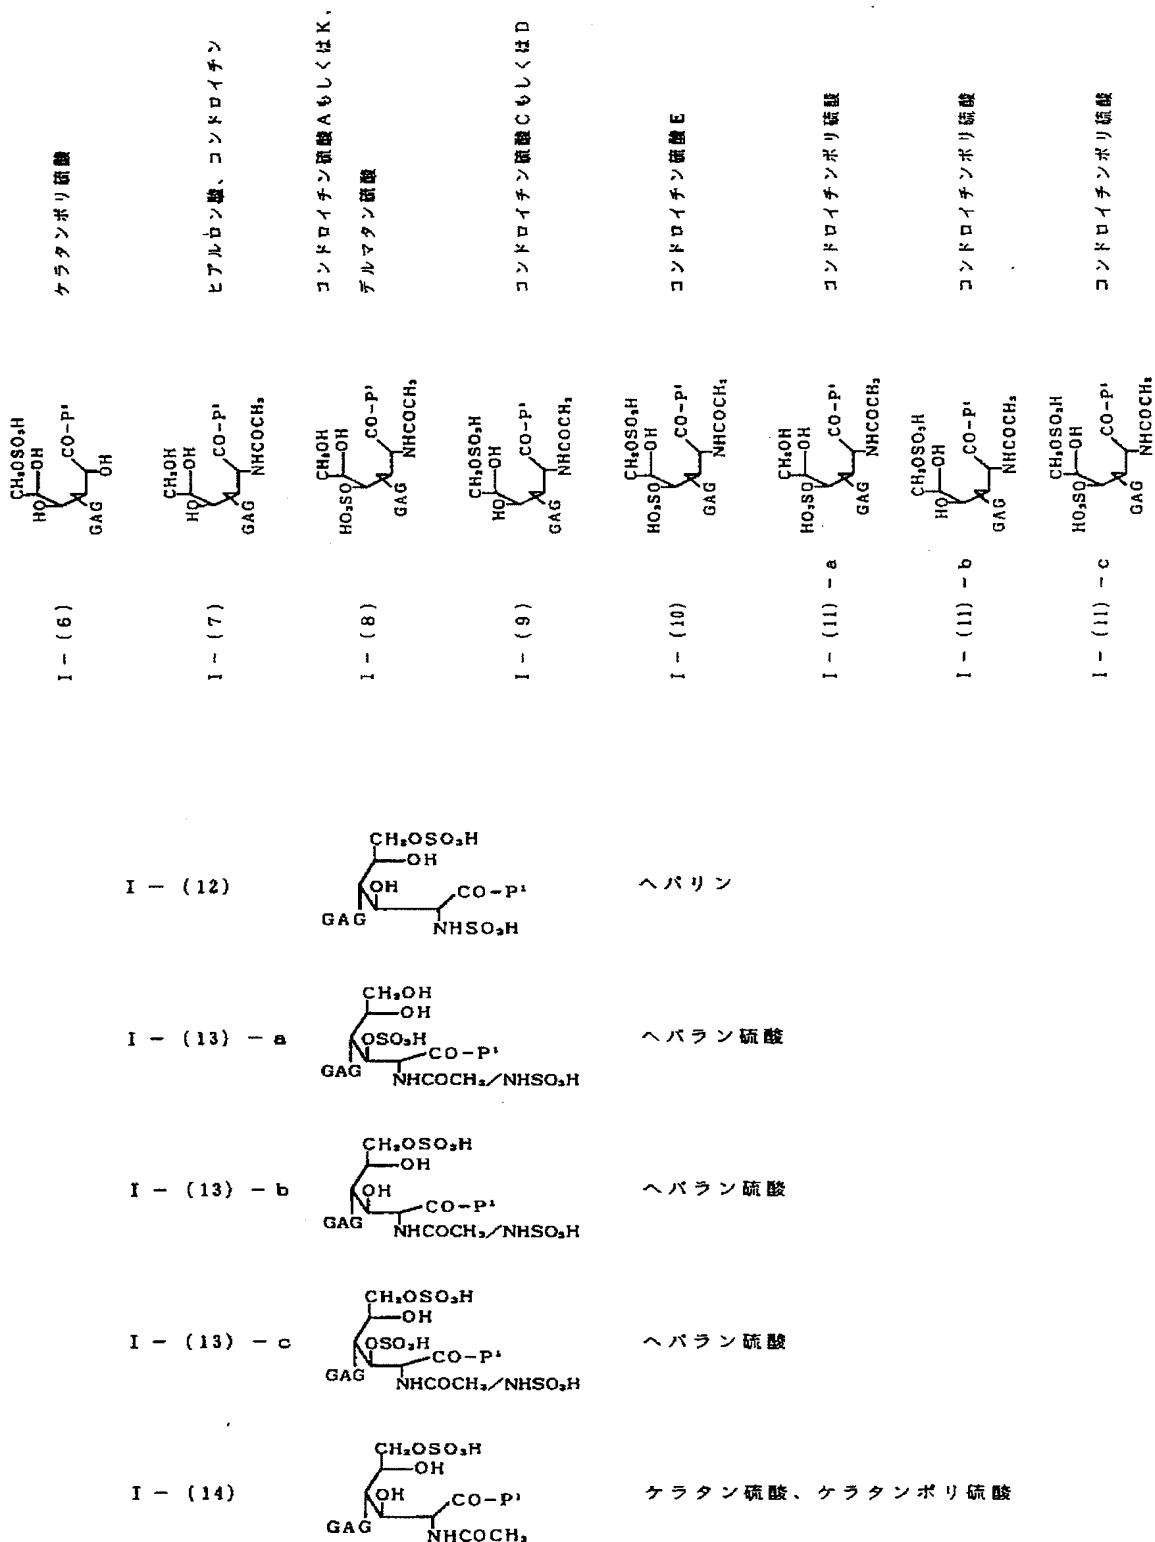 I - (6)
CH₂OSO₃H
OH
HO
CO-P¹
GAG
OH
ケラタンポリ硫酸
I - (7)
CH₂OH
OH
HO
CO-P¹
GAG
NHCOCH₃
ヒアルロン酸、コンドロイチン
I - (8)
CH₂OH
OH
HO₃SO
CO-P¹
GAG
NHCOCH₃
コンドロイチン硫酸AもしくはK,
デルマタン硫酸
I - (9)
CH₂OSO₃H
OH
HO
CO-P¹
GAG
NHCOCH₃
コンドロイチン硫酸CもしくはD
I - (10)
CH₂OSO₃H
OH
HO₃SO
CO-P¹
GAG
NHCOCH₃
コンドロイチン硫酸E
I - (11) - a
CH₂OH
OH
HO₃SO
CO-P¹
GAG
NHCOCH₃
コンドロイチンポリ硫酸
I - (11) - b
CH₂OSO₃H
OH
HO
CO-P¹
GAG
NHCOCH₃
コンドロイチンポリ硫酸
I - (11) - c
CH₂OSO₃H
OH
HO₃SO
CO-P¹
GAG
NHCOCH₃
コンドロイチンポリ硫酸
I - (12)
CH₂OSO₃H
OH
OH
CO-P¹
GAG
NHSO₃H
ヘパリン
I - (13) - a
CH₂OH
OH
OSO₃H
CO-P¹
GAG
NHCOCH₃/NHSO₃H
ヘパラン硫酸
I - (13) - b
CH₂OSO₃H
OH
OH
CO-P¹
GAG
NHCOCH₃/NHSO₃H
ヘパラン硫酸
I - (13) - c
CH₂OSO₃H
OH
OSO₃H
CO-P¹
GAG
NHCOCH₃/NHSO₃H
ヘパラン硫酸
I - (14)
CH₂OSO₃H
OH
OH
CO-P¹
GAG
NHCOCH₃
ケラタン硫酸、ケラタンポリ硫酸